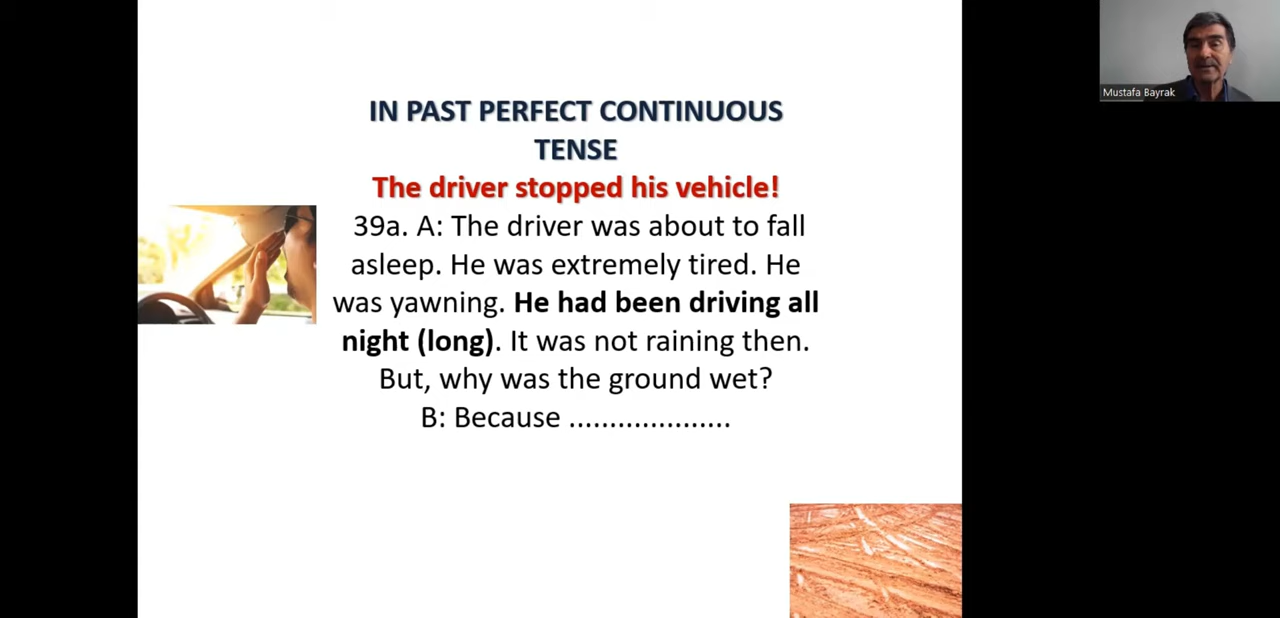 IN PAST PERFECT CONTINUOUS
TENSE
The driver stopped his vehicle!
39a. A: The driver was about to fall
asleep. He was extremely tired. He
was yawning. He had been driving all
night (long). It was not raining then.
But, why was the ground wet?
B: Because ....................
Mustafa Bayrak